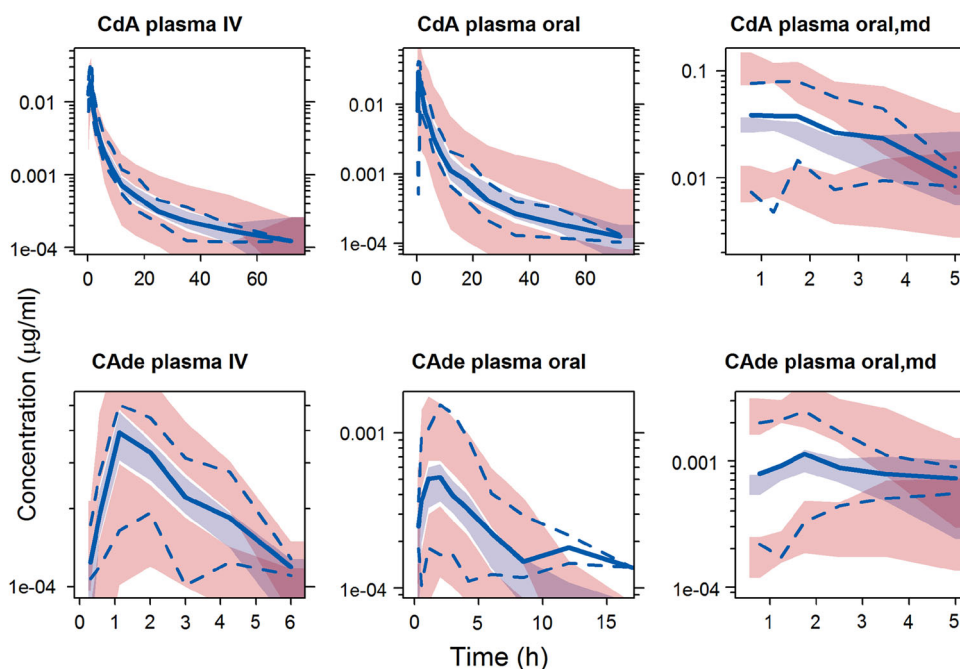 CdA plasma IV
CdA plasma oral
CdA plasma oral,md
0.01
0.001
1e-04
0 20 40 60
0.01
0.001
1e-04
0 20 40 60
0.1
0.01
1 2 3 4 5
Concentration (µg/ml)
CAde plasma IV
CAde plasma oral
CAde plasma oral,md
1e-04
0 1 2 3 4 5 6
0.001
1e-04
0 5 10 15
0.001
1e-04
1 2 3 4 5
Time (h)